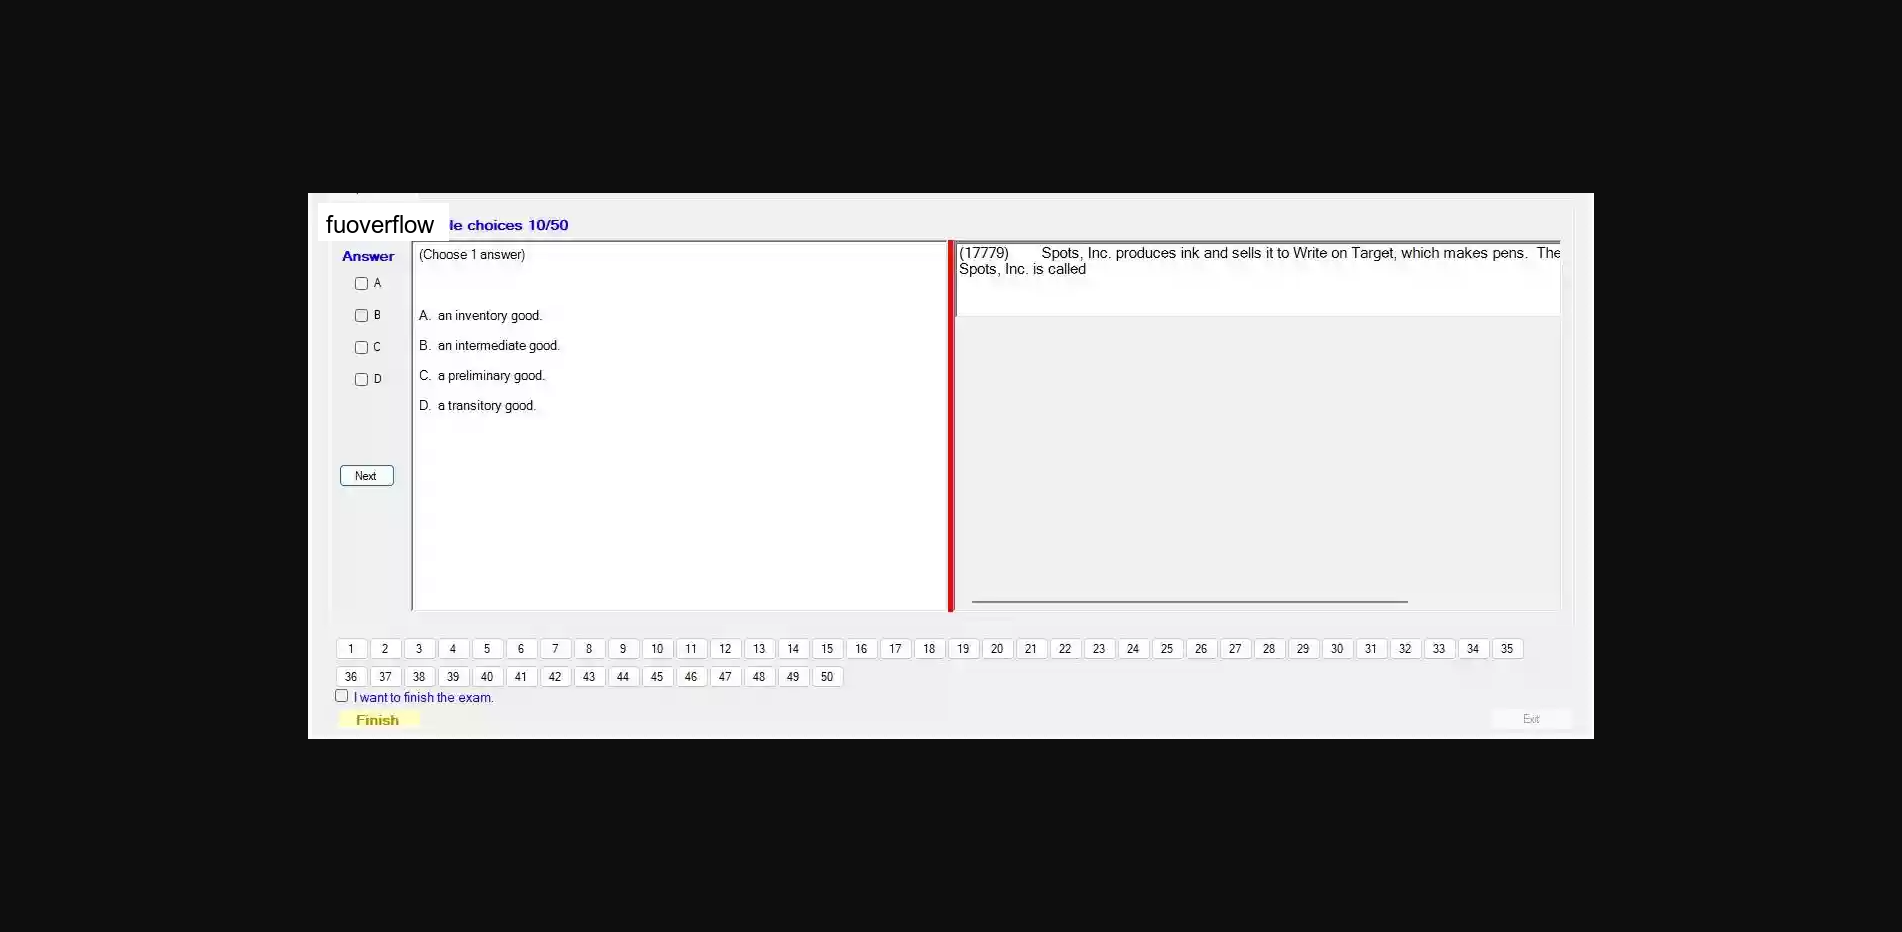 fuoverflow
le choices 10/50
Answer
(Choose 1 answer)
A
B
C
D
A. an inventory good.
B. an intermediate good.
C. a preliminary good.
D. a transitory good.
Next
(17779) Spots, Inc. produces ink and sells it to Write on Target, which makes pens. The
Spots, Inc. is called
1 2 3 4 5 6 7 8 9 10 11 12 13 14 15 16 17 18 19 20 21 22 23 24 25 26 27 28 29 30 31 32 33 34 35
36 37 38 39 40 41 42 43 44 45 46 47 48 49 50
I want to finish the exam.
Finish
Exit